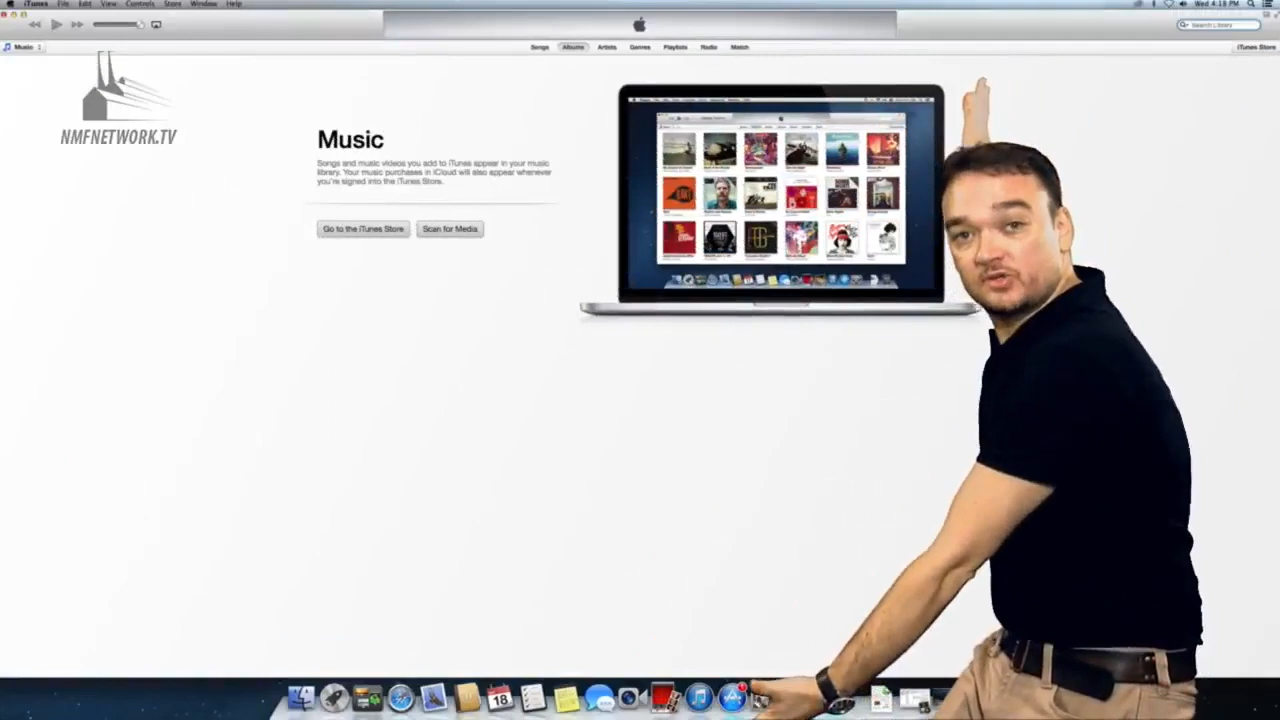 iTunes File Edit View Controls Store Window Help
Wed 4:18 PM
Search Library
Music
Songs Albums Artists Genres Playlists Radio Match
iTunes Store
NMFNETWORK.TV
Music
Songs and music videos you add to iTunes appear in your music
library. Your music purchases in iCloud will also appear whenever
you're signed into the iTunes Store.
Go to the iTunes Store
Scan for Media
18